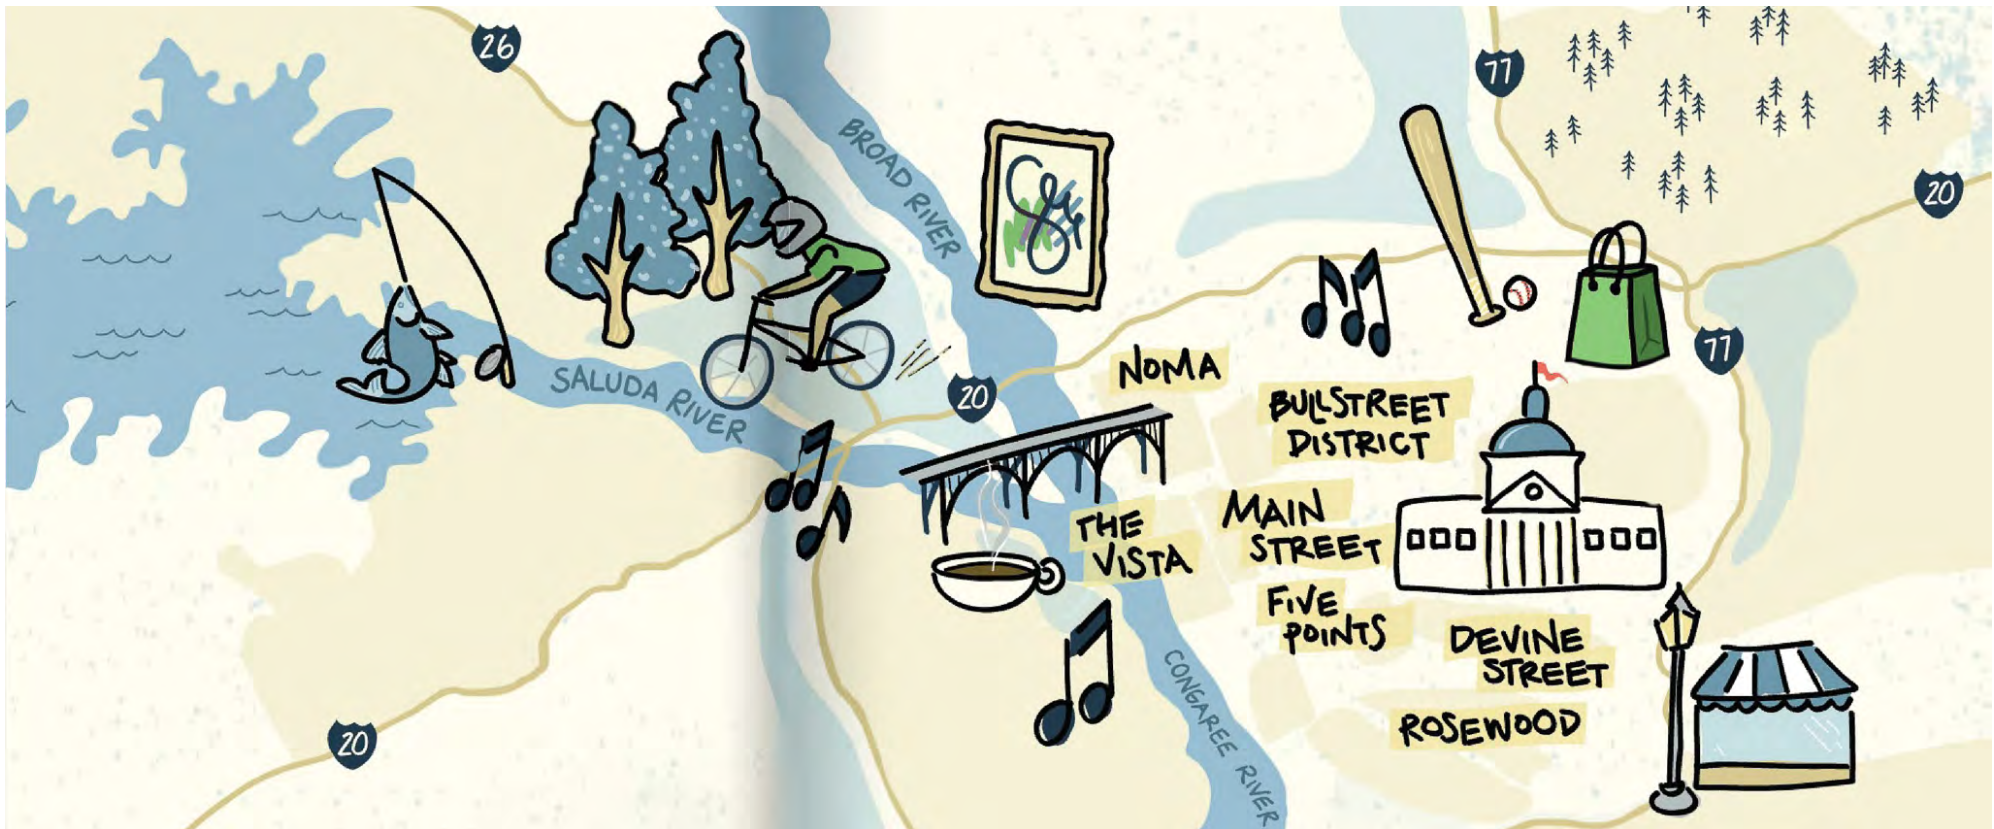 26
77
BROAD RIVER
20
77
SALUDA RIVER
20
NOMA
BULLSTREET
DISTRICT
THE
VISTA
MAIN
STREET
FIVE
POINTS
DEVINE
STREET
ROSEWOOD
CONGAREE RIVER
20